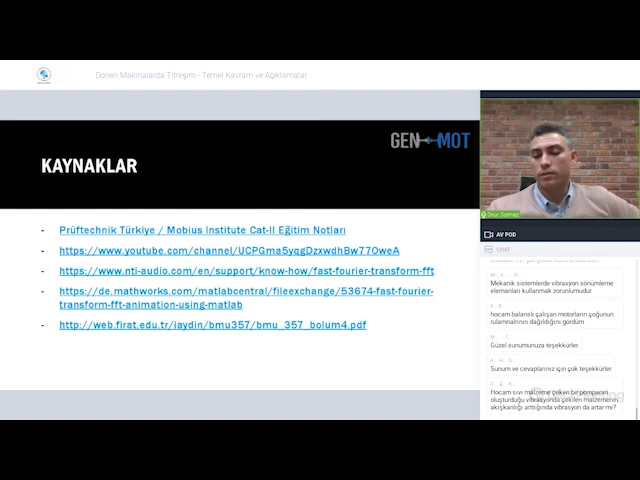 Dönen Makinalarda Titreşim - Temel Kavram ve Açıklamalar
GEN MOT
KAYNAKLAR
- Prüftechnik Türkiye / Mobius Institute Cat-II Eğitim Notları
- https://www.youtube.com/channel/UCPGma5yqgDzxwdhBw77OweA
- https://www.nti-audio.com/en/support/know-how/fast-fourier-transform-fft
- https://de.mathworks.com/matlabcentral/fileexchange/53674-fast-fourier-
transform-fft-animation-using-matlab
- http://web.firat.edu.tr/iaydin/bmu357/bmu_357_bolum4.pdf
Onur Solmaz
AV POD
CHAT
Mekanik sistemlerde vibrasyon sönümleme
elemanları kullanmak zorunlumudur.
hocam balanslı çalışan motorların çoğunun
rulamnalrının dağıldığını gördüm
Güzel sunumunuza teşekkürler.
Sunum ve cevaplarınız için çok teşekkürler.
Hocam sıvı malzeme çeken bir pompanın
oluşturduğu vibrasyonda çekilen malzemenin
akışkanlığı arttığında vibrasyon da artar mı?